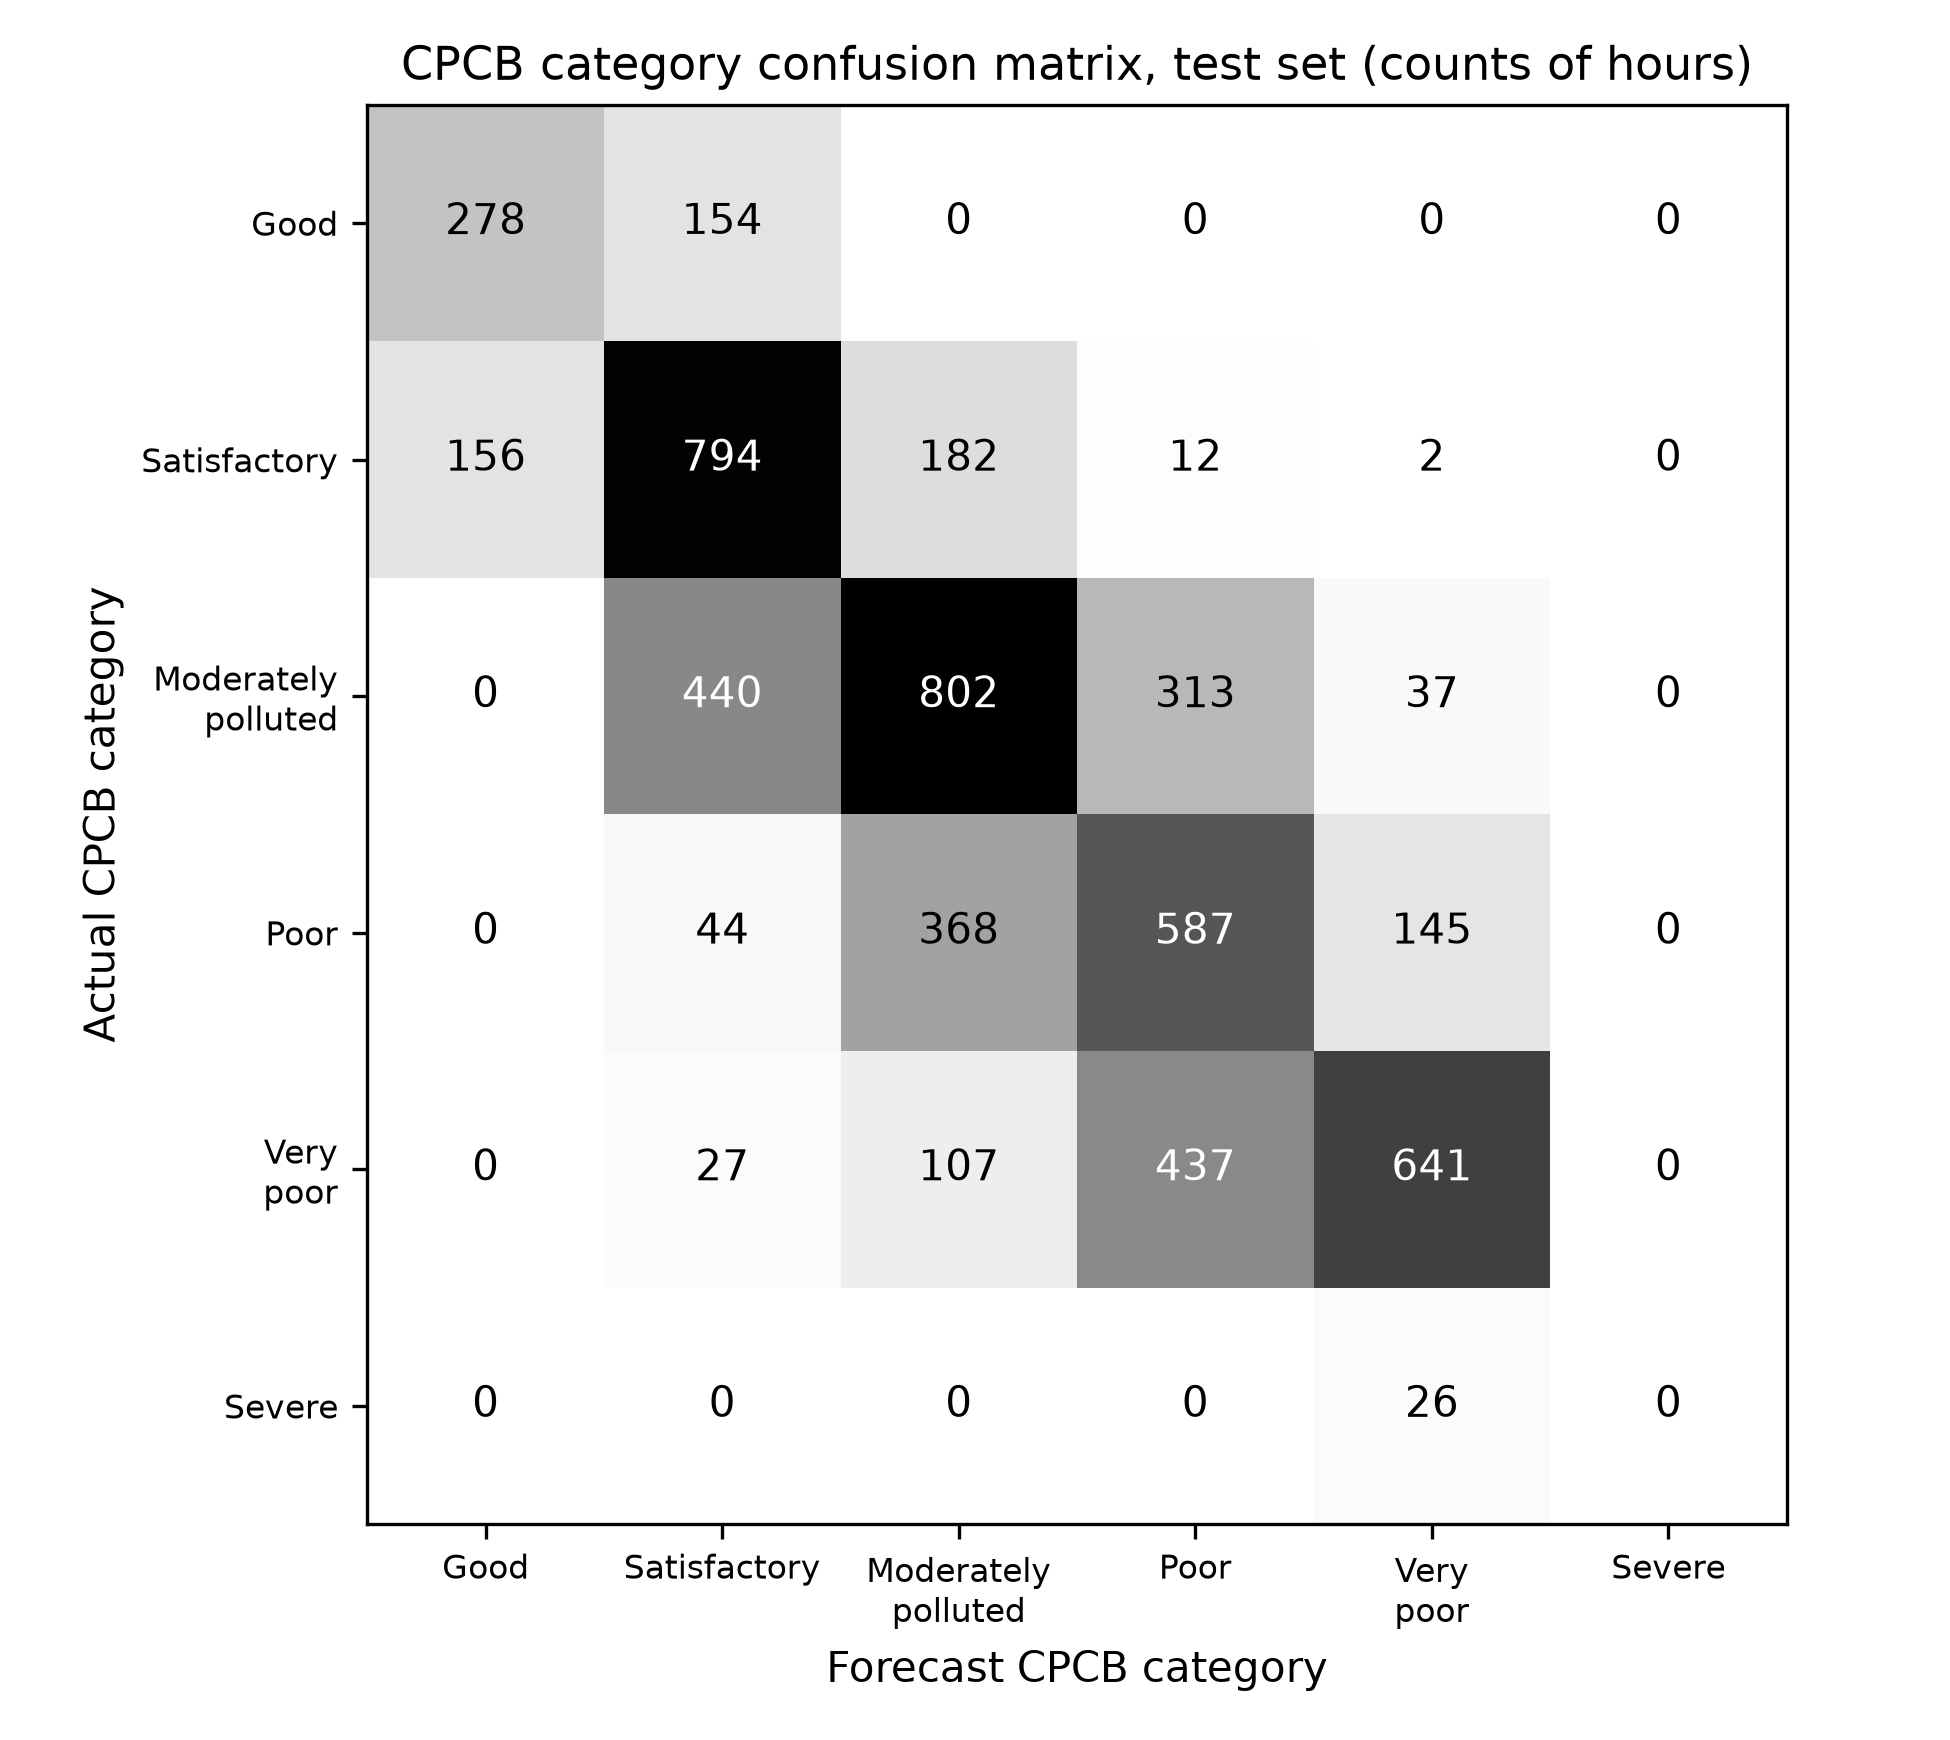 CPCB category confusion matrix, test set (counts of hours)
Good 278 154 0 0 0 0
Satisfactory 156 794 182 12 2 0
Moderately
polluted 0 440 802 313 37 0
Poor 0 44 368 587 145 0
Very
poor 0 27 107 437 641 0
Severe 0 0 0 0 26 0
Actual CPCB category
Good Satisfactory Moderately Poor Very Severe
polluted poor
Forecast CPCB category